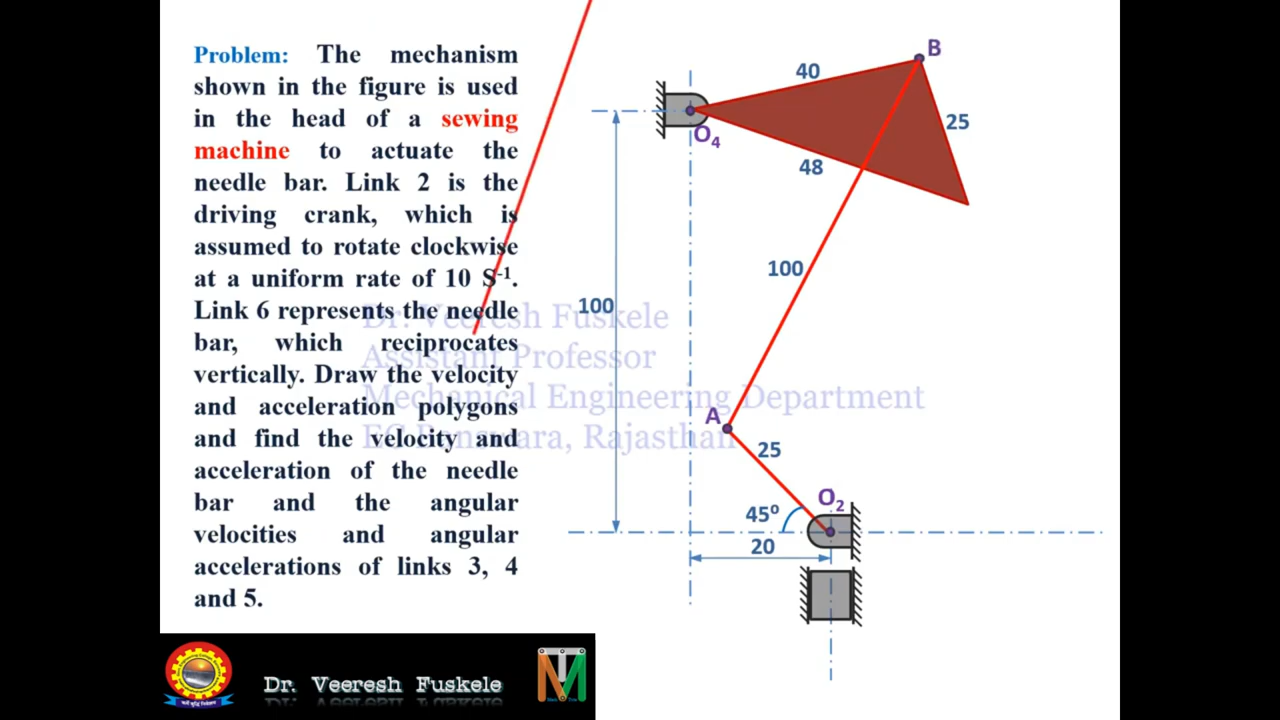 Problem: The mechanism
shown in the figure is used
in the head of a sewing
machine to actuate the
needle bar. Link 2 is the
driving crank, which is
assumed to rotate clockwise
at a uniform rate of 10 S-1.
Link 6 represents the needle
bar, which reciprocates
vertically. Draw the velocity
and acceleration polygons
and find the velocity and
acceleration of the needle
bar and the angular
velocities and angular
accelerations of links 3, 4
and 5.
Dr. Veeresh Fuskele
Assistant Professor
Mechanical Engineering Department
EC Banswara, Rajasthan
B
40
25
O4
48
100
100
A
25
O2
45º
20
Dr. Veeresh Fuskele